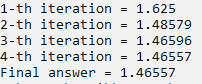 1-th iteration = 1.625
2-th iteration = 1.48579
3-th iteration = 1.46596
4-th iteration = 1.46557
Final answer = 1.46557